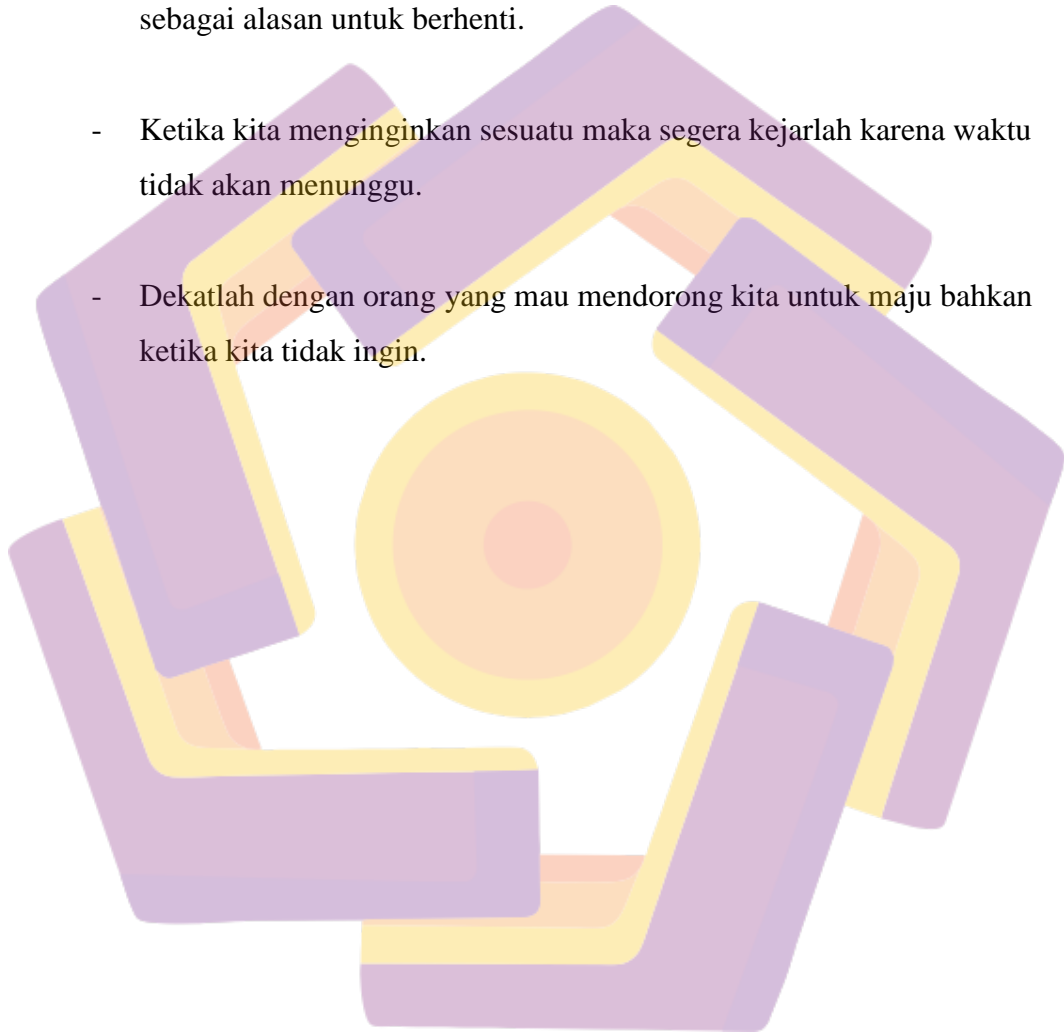 sebagai alasan untuk berhenti.
- Ketika kita menginginkan sesuatu maka segera kejarlah karena waktu
tidak akan menunggu.
- Dekatlah dengan orang yang mau mendorong kita untuk maju bahkan
ketika kita tidak ingin.